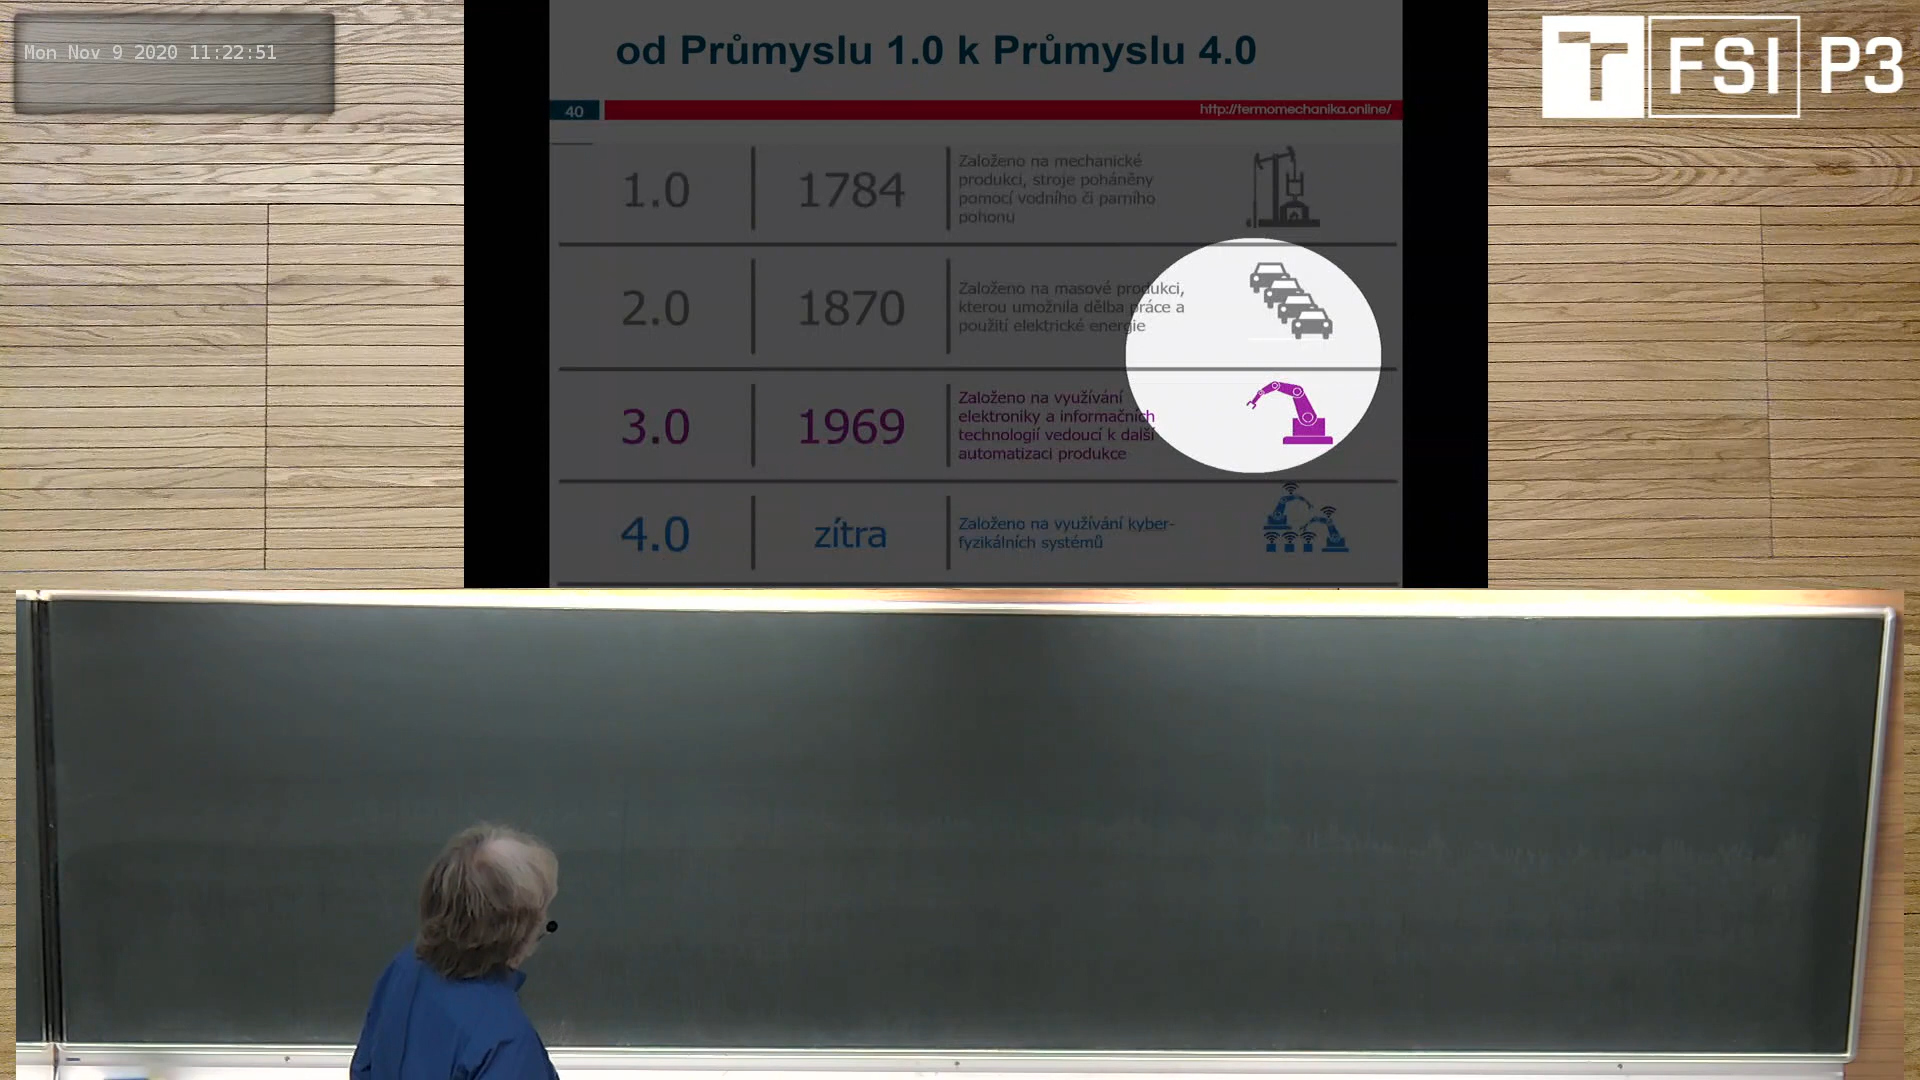 Mon Nov 9 2020 11:22:51
od Průmyslu 1.0 k Průmyslu 4.0
T FSI P3
40
http://termomechanika.online/
1.0
1784
Založeno na mechanické
produkci, stroje poháněny
pomocí vodního či parního
pohonu
2.0
1870
Založeno na masové produkci,
kterou umožnila dělba práce a
použití elektrické energie
3.0
1969
Založeno na využívání
elektroniky a informačních
technologií vedoucí k další
automatizaci produkce
4.0
zítra
Založeno na využívání kyber-
fyzikálních systémů